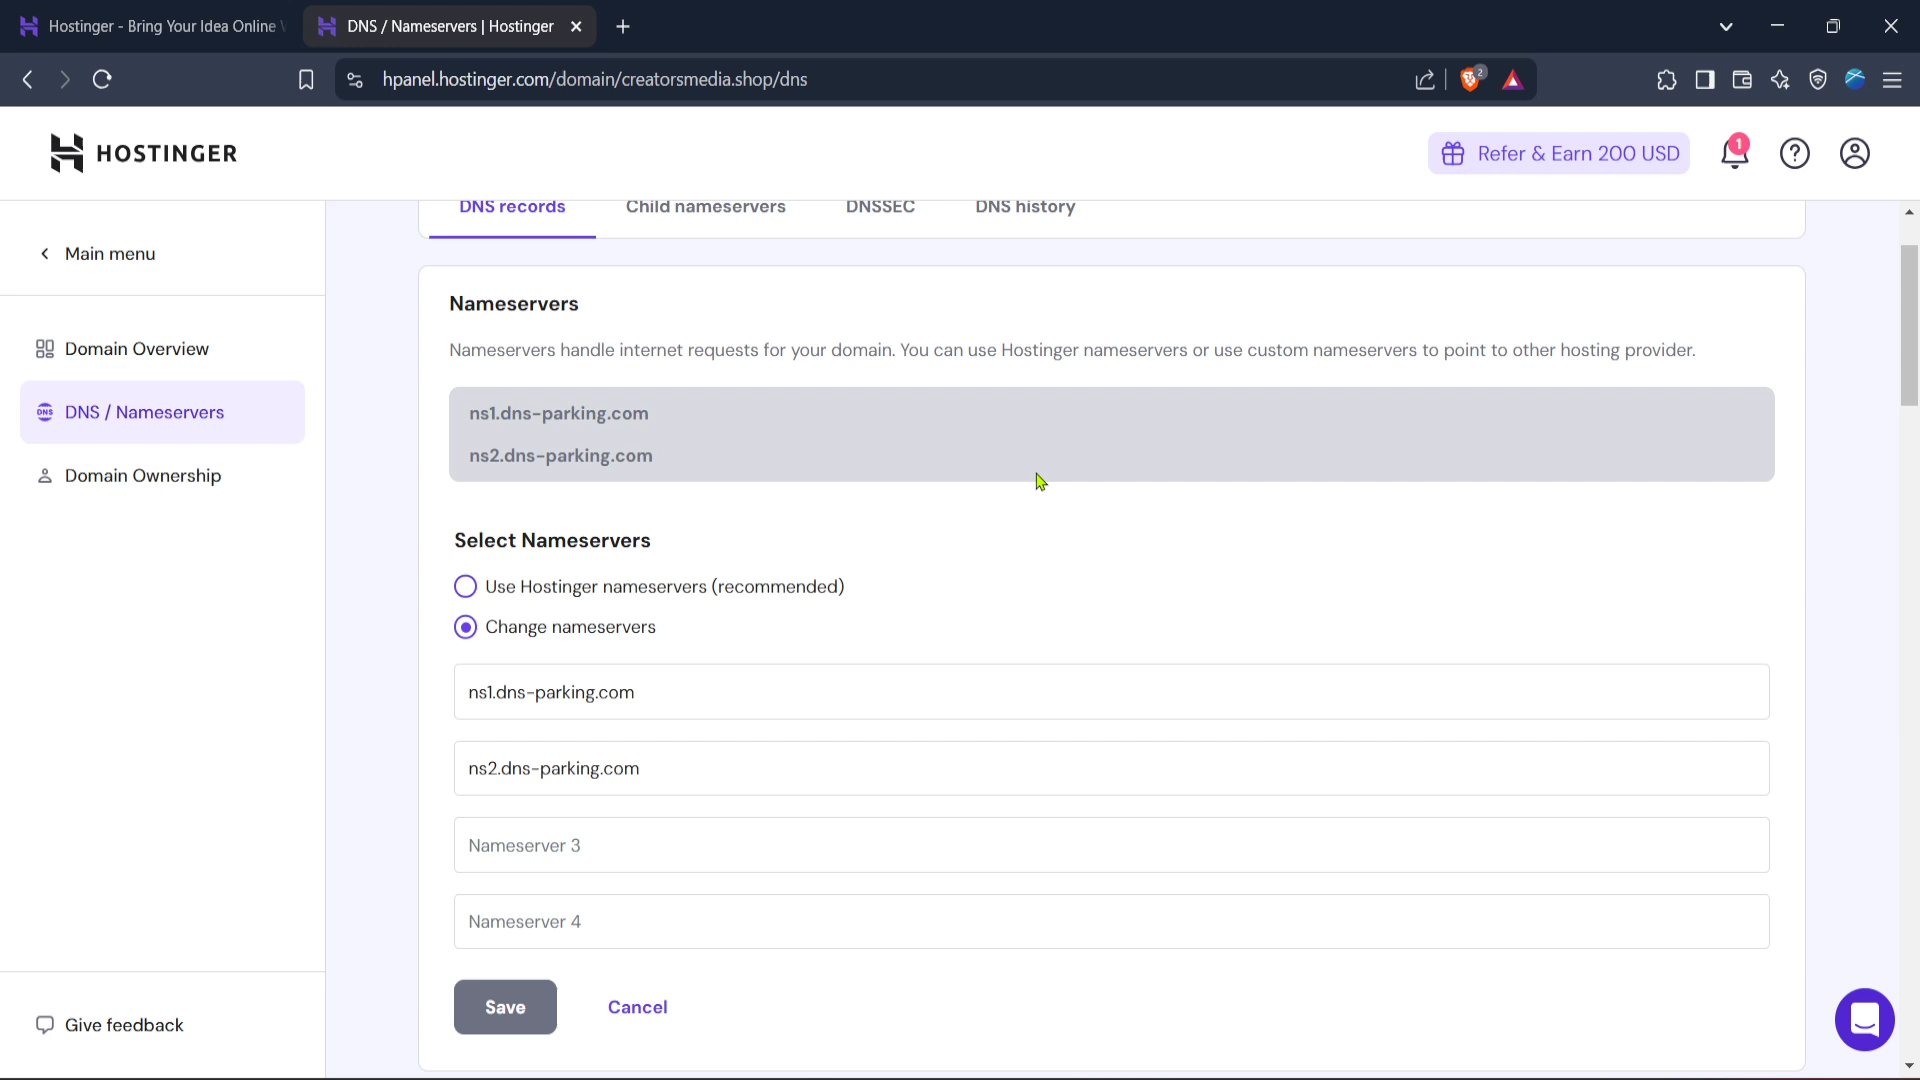 Hostinger - Bring Your Idea Online
DNS / Nameservers | Hostinger
hpanel.hostinger.com/domain/creatorsmedia.shop/dns
2
HOSTINGER
Refer & Earn 200 USD
1
DNS records
Child nameservers
DNSSEC
DNS history
Main menu
Domain Overview
DNS
DNS / Nameservers
Domain Ownership
Give feedback
Nameservers
Nameservers handle internet requests for your domain. You can use Hostinger nameservers or use custom nameservers to point to other hosting provider.
ns1.dns-parking.com
ns2.dns-parking.com
Select Nameservers
Use Hostinger nameservers (recommended)
Change nameservers
ns1.dns-parking.com
ns2.dns-parking.com
Nameserver 3
Nameserver 4
Save
Cancel